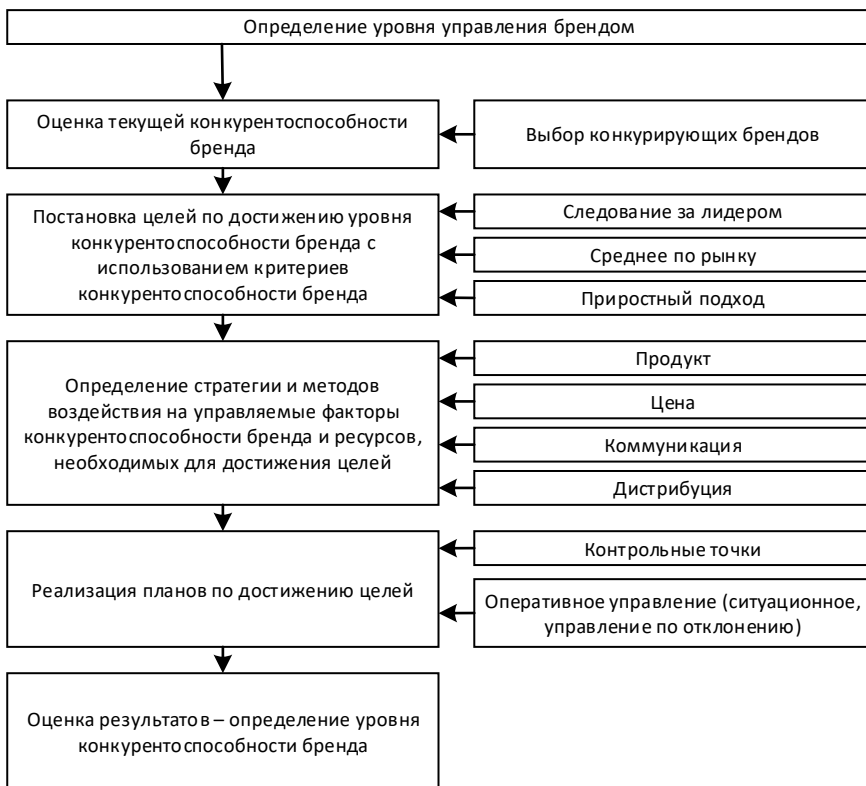 Определение уровня управления брендом
Оценка текущей конкурентоспособности
бренда
Выбор конкурирующих брендов
Постановка целей по достижению уровня
конкурентоспособности бренда с
использованием критериев
конкурентоспособности бренда
Следование за лидером
Среднее по рынку
Приростный подход
Определение стратегии и методов
воздействия на управляемые факторы
конкурентоспособности бренда и ресурсов,
необходимых для достижения целей
Продукт
Цена
Коммуникация
Дистрибуция
Реализация планов по достижению целей
Контрольные точки
Оперативное управление (ситуационное,
управление по отклонению)
Оценка результатов – определение уровня
конкурентоспособности бренда